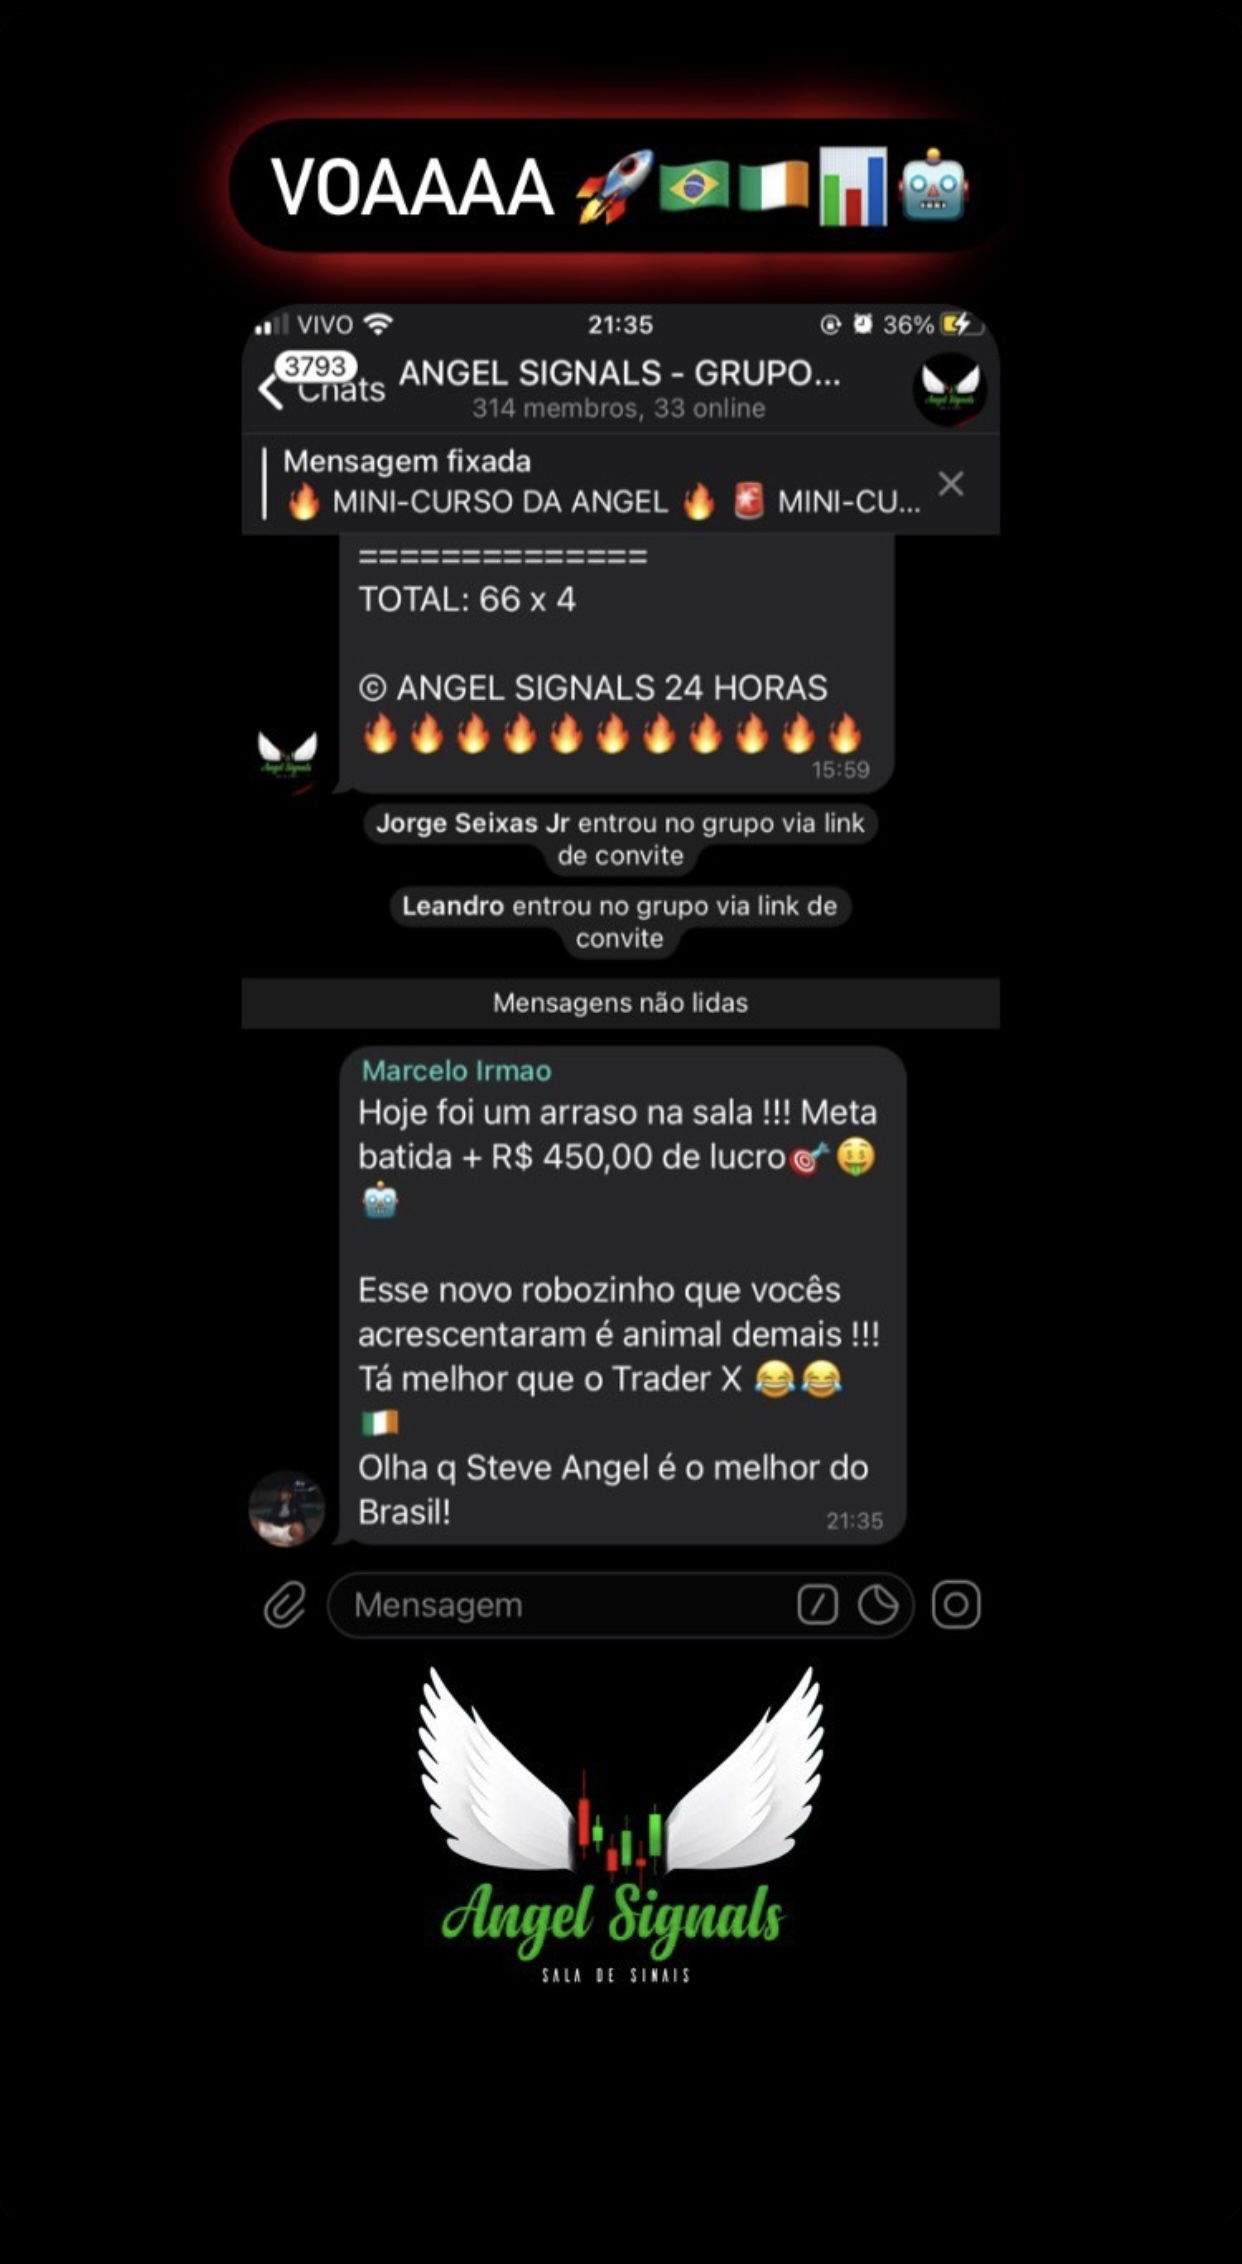 VOAAAA 🚀🇧🇷🇮🇪📊🤖
VIVO 21:35 36%
3793
Chats
ANGEL SIGNALS - GRUPO...
314 membros, 33 online
Mensagem fixada
🔥 MINI-CURSO DA ANGEL 🔥 🚨 MINI-CU...
==============
TOTAL: 66 x 4
© ANGEL SIGNALS 24 HORAS
🔥🔥🔥🔥🔥🔥🔥🔥🔥🔥🔥
15:59
Jorge Seixas Jr entrou no grupo via link
de convite
Leandro entrou no grupo via link de
convite
Mensagens não lidas
Marcelo Irmao
Hoje foi um arraso na sala !!! Meta
batida + R$ 450,00 de lucro🎯🤑
🤖
Esse novo robozinho que vocês
acrescentaram é animal demais !!!
Tá melhor que o Trader X 😂😂
🇮🇪
Olha q Steve Angel é o melhor do
Brasil!
21:35
Mensagem
Angel Signals
SALA DE SINAIS